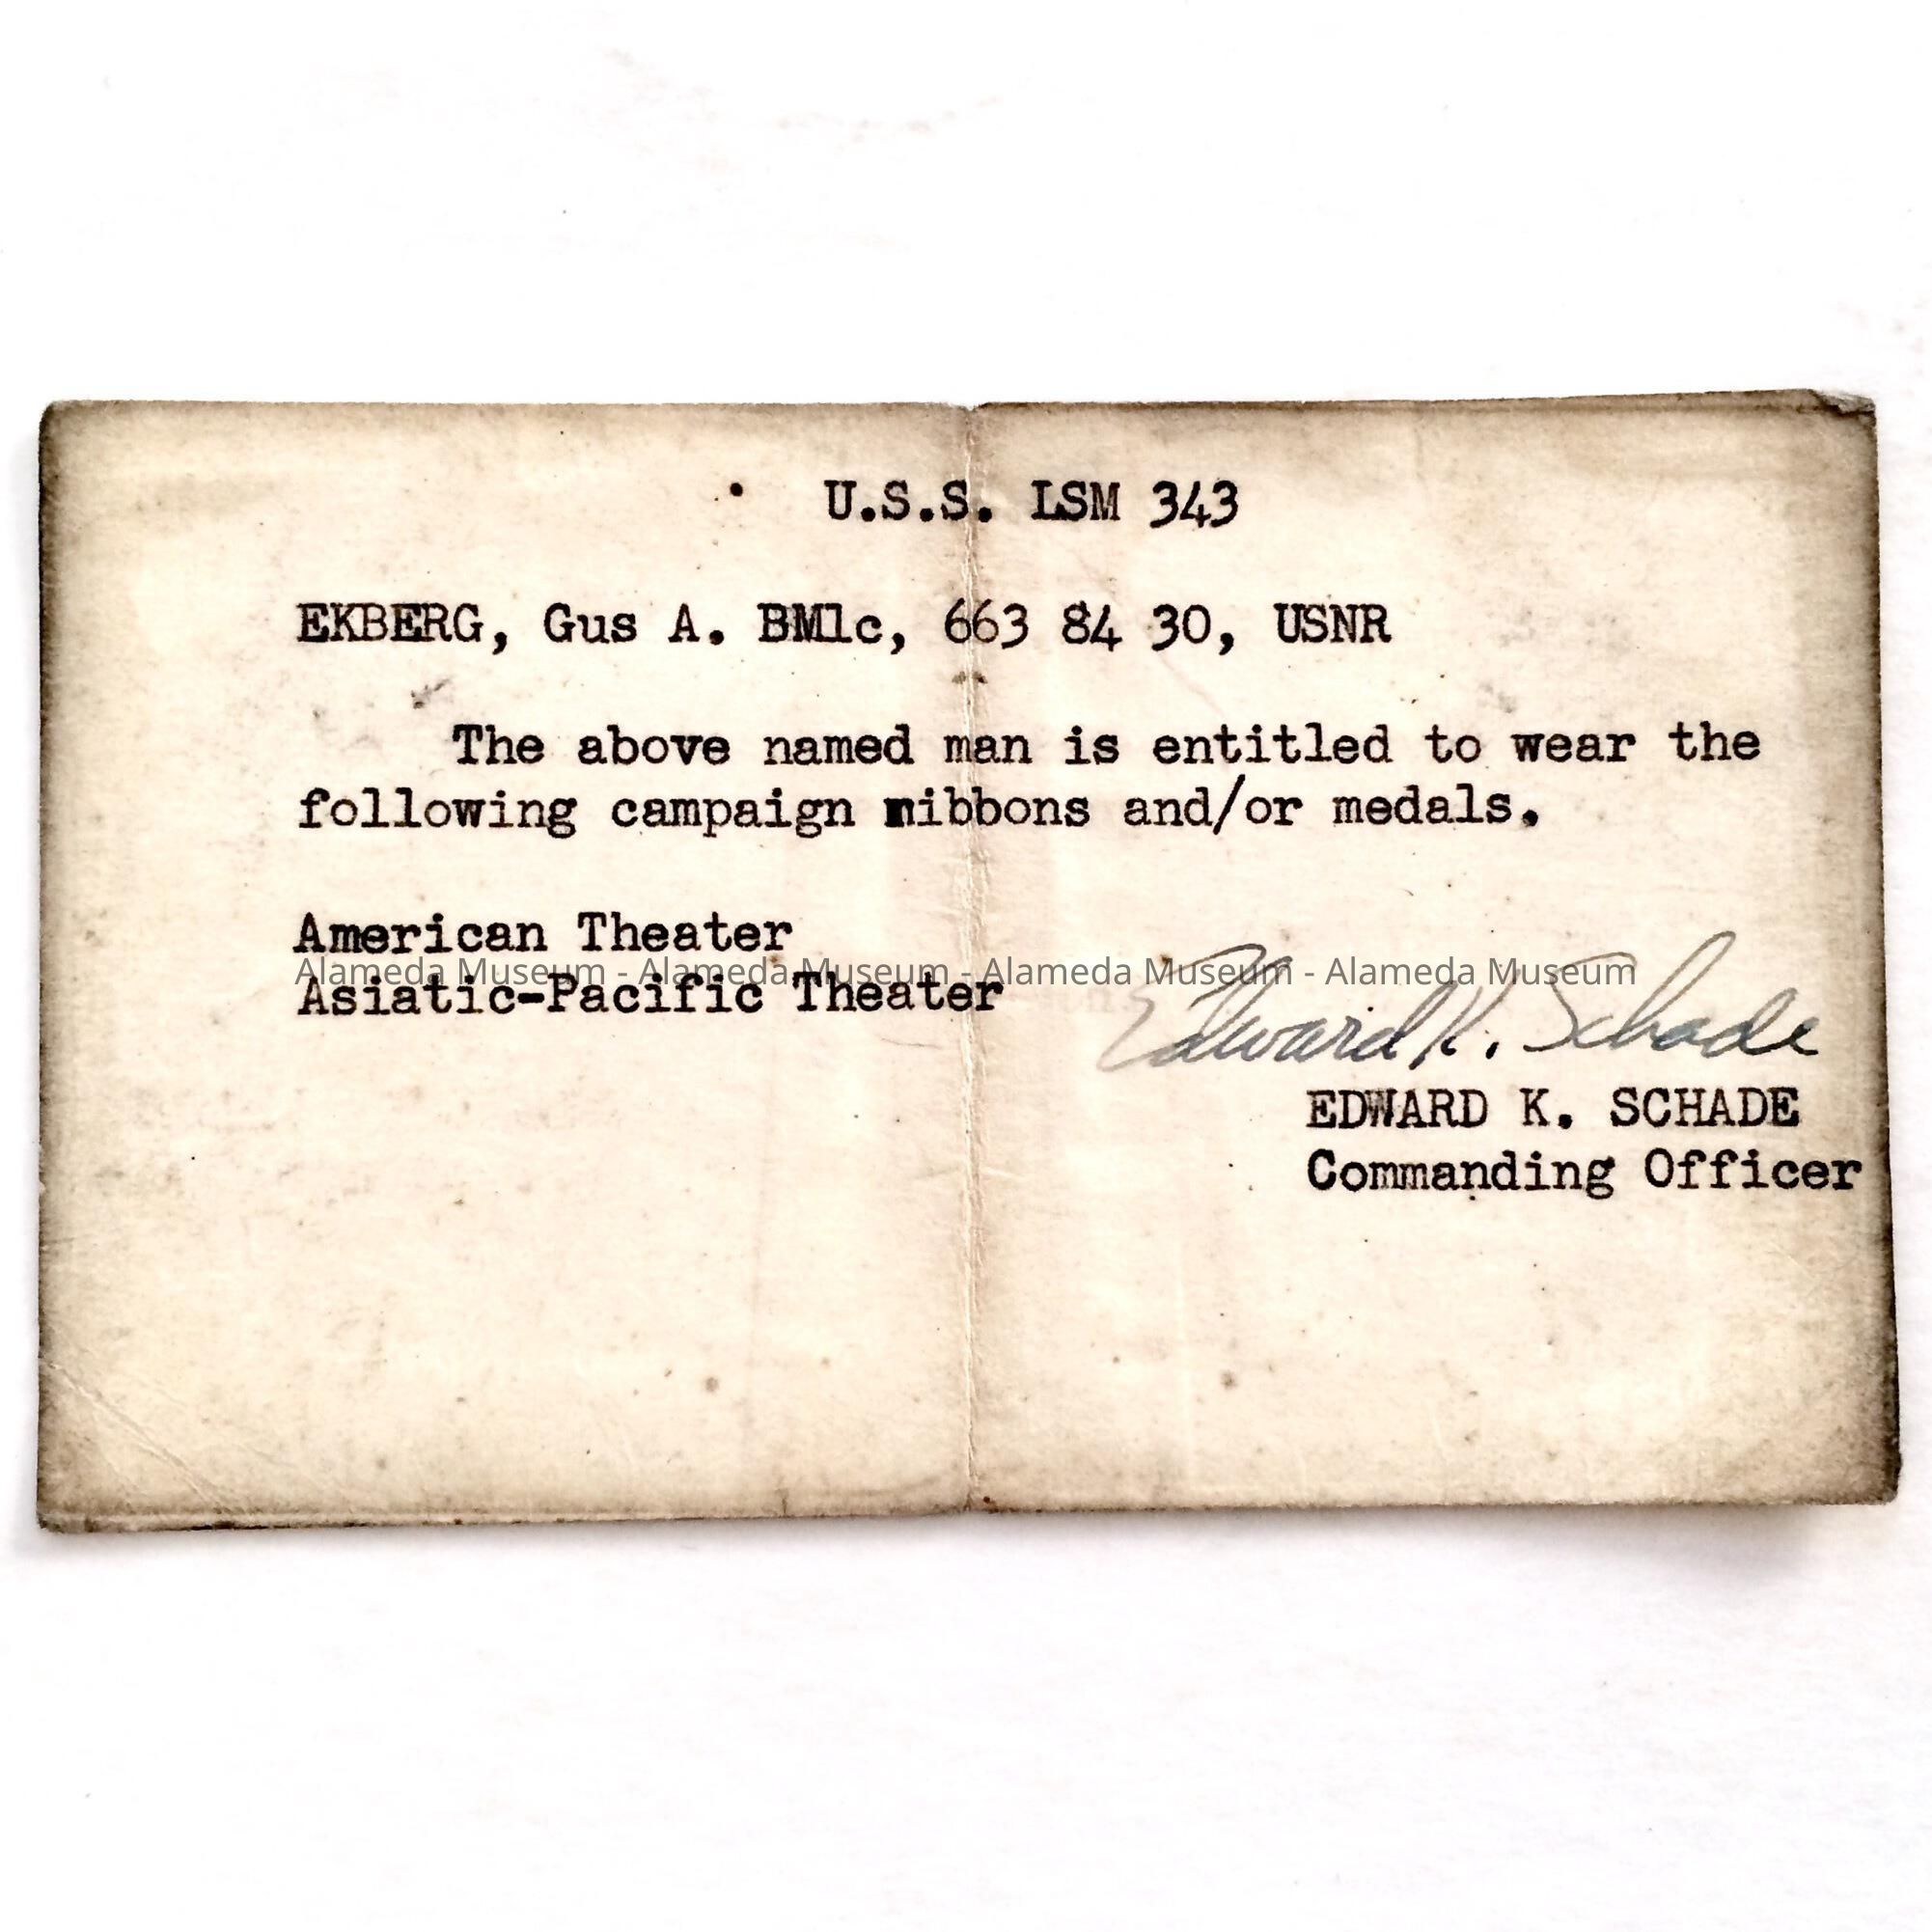 U.S.S. LSM 343
EKBERG, Gus A. BM1c, 663 84 30, USNR
The above named man is entitled to wear the
following campaign ribbons and/or medals.
American Theater
Alameda Museum - Alameda Museum - Alameda Museum - Alameda Museum
Asiatic-Pacific Theater
Edward K. Schade
EDWARD K. SCHADE
Commanding Officer